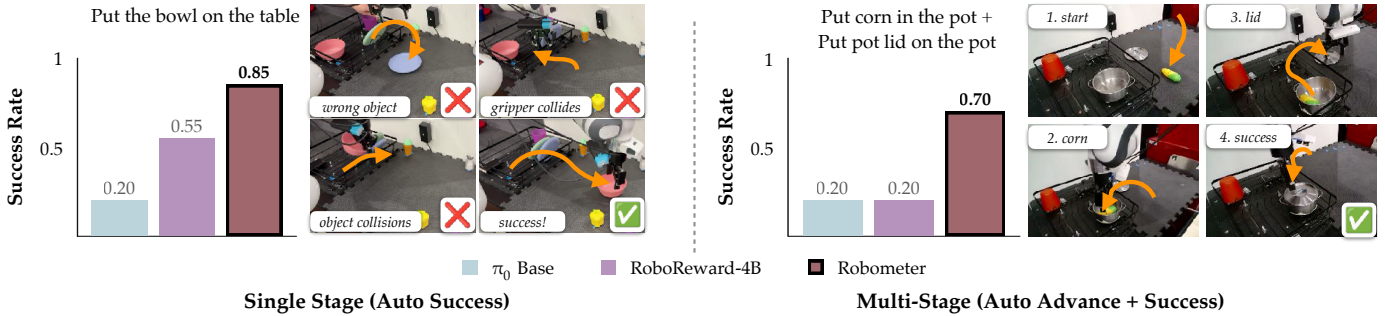 Put the bowl on the table
Success Rate
1
0.5
0.20
0.55
0.85
wrong object
gripper collides
object collisions
success!
Put corn in the pot +
Put pot lid on the pot
Success Rate
1
0.5
0.20
0.20
0.70
1. start
3. lid
2. corn
4. success
π₀ Base
RoboReward-4B
Robometer
Single Stage (Auto Success)
Multi-Stage (Auto Advance + Success)